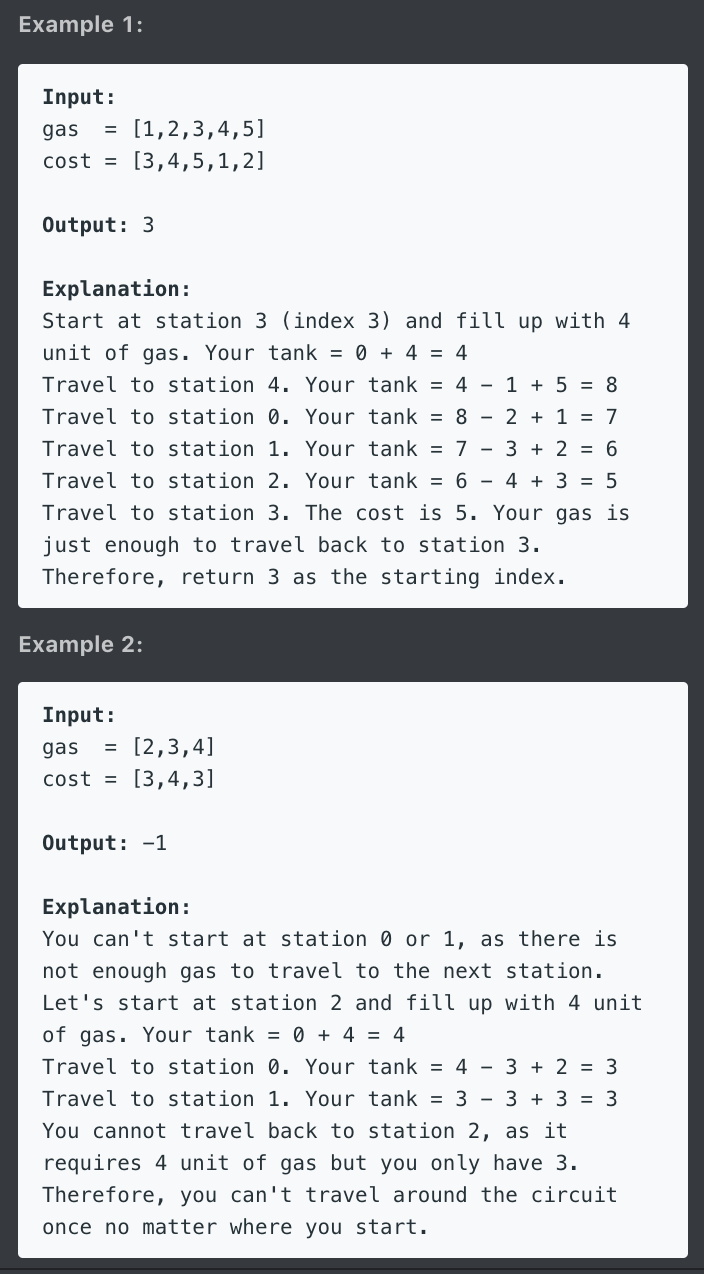 Example 1:
Input:
gas  = [1,2,3,4,5]
cost = [3,4,5,1,2]
Output: 3
Explanation:
Start at station 3 (index 3) and fill up with 4
unit of gas. Your tank = 0 + 4 = 4
Travel to station 4. Your tank = 4 − 1 + 5 = 8
Travel to station 0. Your tank = 8 − 2 + 1 = 7
Travel to station 1. Your tank = 7 − 3 + 2 = 6
Travel to station 2. Your tank = 6 − 4 + 3 = 5
Travel to station 3. The cost is 5. Your gas is
just enough to travel back to station 3.
Therefore, return 3 as the starting index.
Example 2:
Input:
gas  = [2,3,4]
cost = [3,4,3]
Output: −1
Explanation:
You can't start at station 0 or 1, as there is
not enough gas to travel to the next station.
Let's start at station 2 and fill up with 4 unit
of gas. Your tank = 0 + 4 = 4
Travel to station 0. Your tank = 4 − 3 + 2 = 3
Travel to station 1. Your tank = 3 − 3 + 3 = 3
You cannot travel back to station 2, as it
requires 4 unit of gas but you only have 3.
Therefore, you can't travel around the circuit
once no matter where you start.